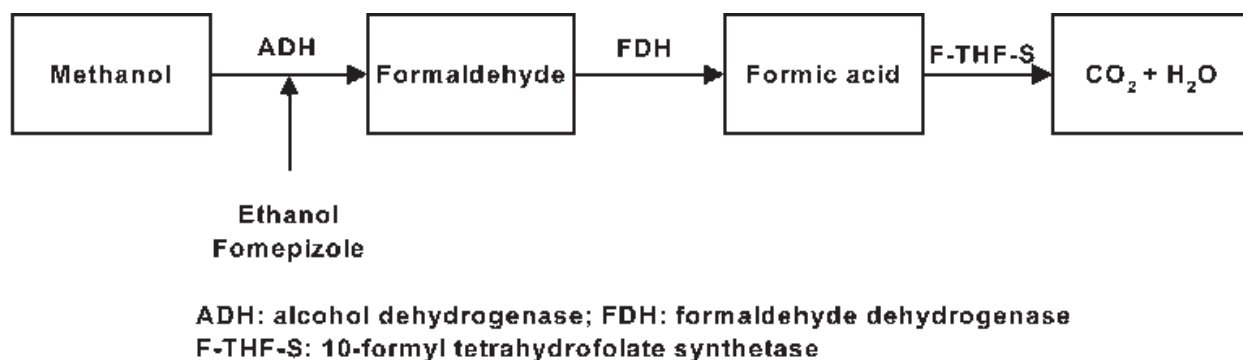 ADH
FDH
F-THF-S
Methanol
Formaldehyde
Formic acid
CO₂ + H₂O
Ethanol
Fomepizole
ADH: alcohol dehydrogenase; FDH: formaldehyde dehydrogenase
F-THF-S: 10-formyl tetrahydrofolate synthetase